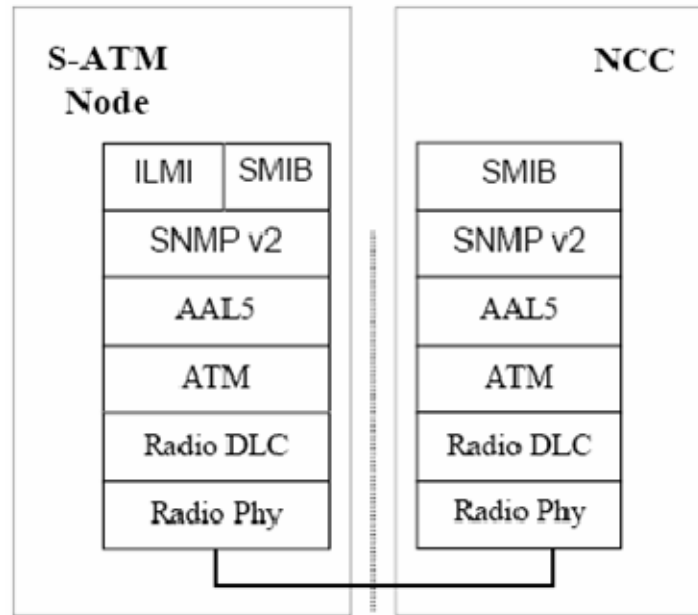 S-ATM
Node
ILMI SMIB
SNMP v2
AAL5
ATM
Radio DLC
Radio Phy
NCC
SMIB
SNMP v2
AAL5
ATM
Radio DLC
Radio Phy